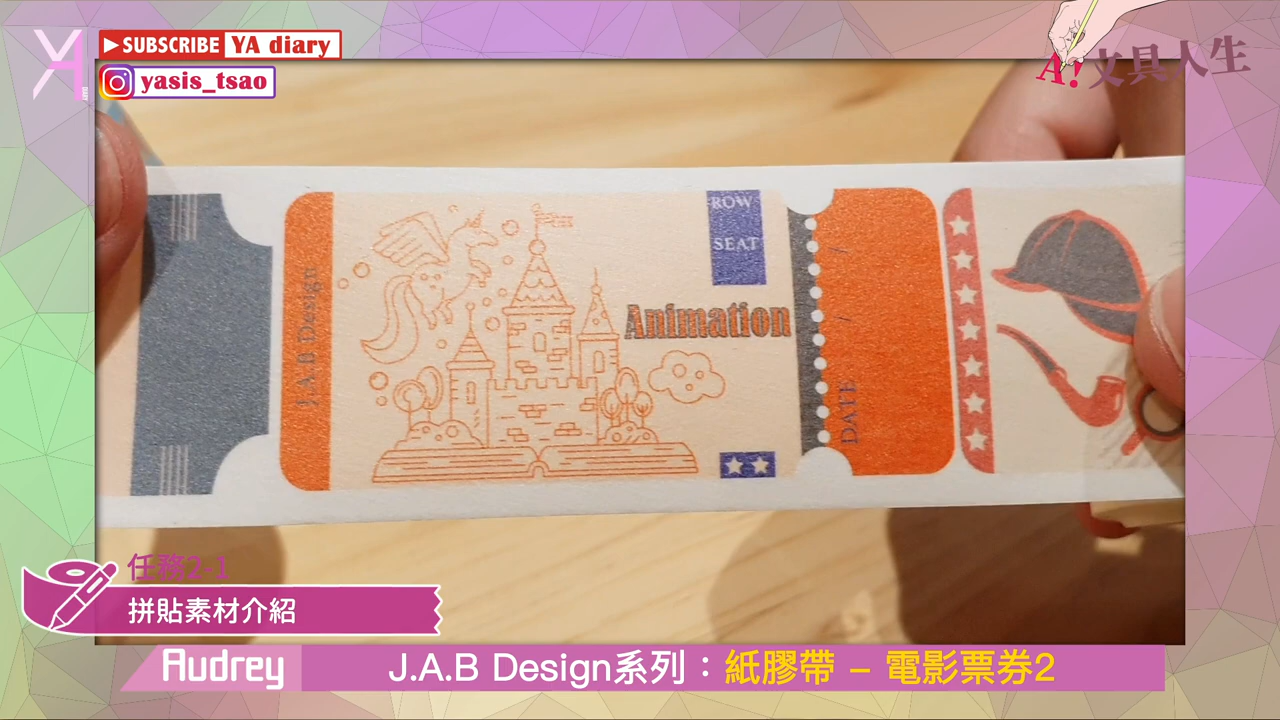 YA
SUBSCRIBE YA diary
yasis_tsao
A!文具人生
J.A.B Design
ROW
SEAT
Animation
DATE / /
任務2-1
拼貼素材介紹
Audrey
J.A.B Design系列：紙膠帶 – 電影票券2